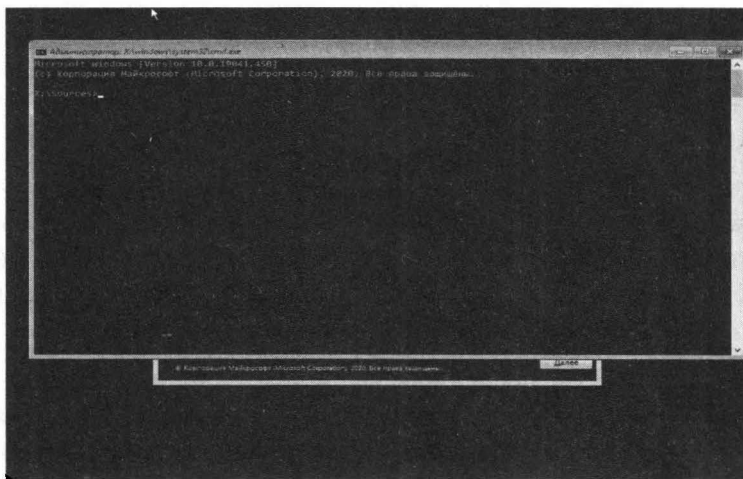 Администратор: X:\windows\system32\cmd.exe
Microsoft Windows [Version 10.0.19041.450]
(c) Корпорация Майкрософт (Microsoft Corporation), 2020. Все права защищены.
X:\Sources>
© Корпорация Майкрософт (Microsoft Corporation), 2020. Все права защищены.
Далее